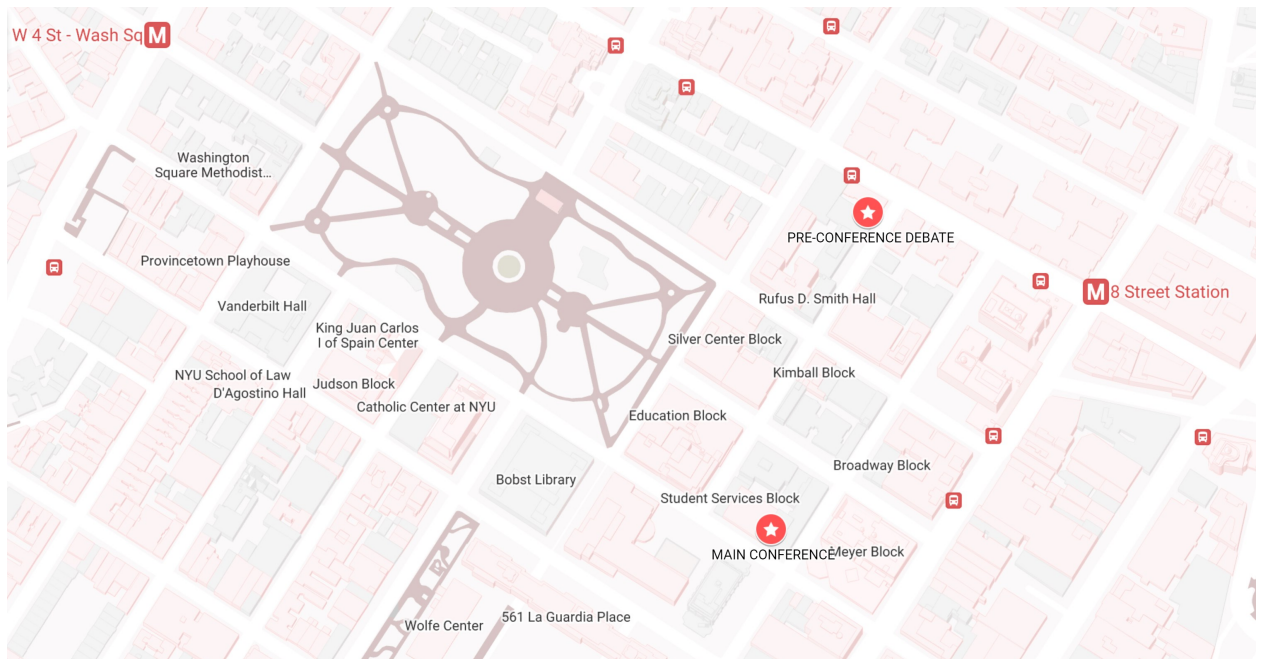 W 4 St - Wash Sq M
Washington
Square Methodist...
PRE-CONFERENCE DEBATE
Provincetown Playhouse
M 8 Street Station
Vanderbilt Hall
Rufus D. Smith Hall
King Juan Carlos
I of Spain Center
Silver Center Block
Kimball Block
NYU School of Law
Judson Block
D'Agostino Hall
Catholic Center at NYU
Education Block
Broadway Block
Bobst Library
Student Services Block
MAIN CONFERENCE
Meyer Block
561 La Guardia Place
Wolfe Center